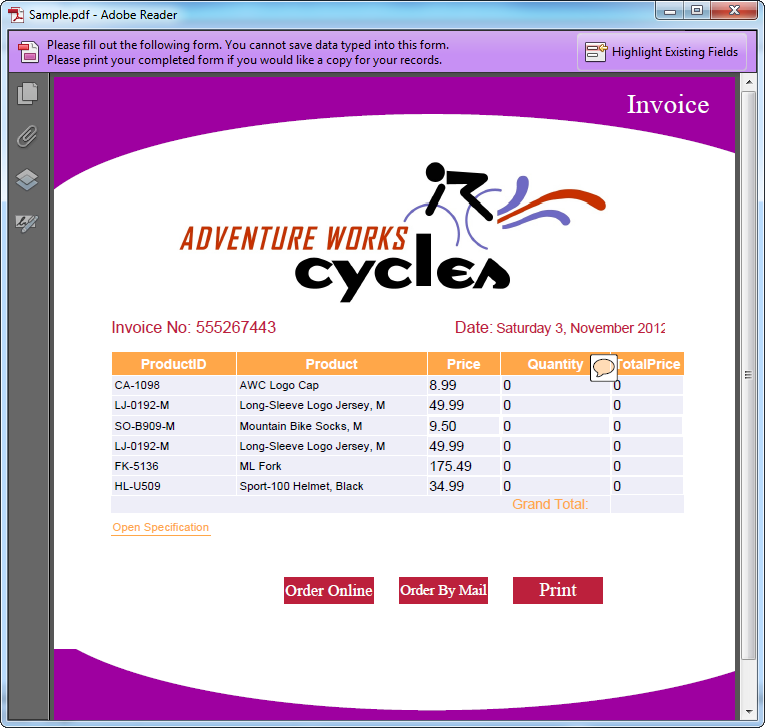 Sample.pdf - Adobe Reader
Please fill out the following form. You cannot save data typed into this form.
Please print your completed form if you would like a copy for your records.
Highlight Existing Fields
Invoice
ADVENTURE WORKS
cycles
Invoice No: 555267443 Date: Saturday 3, November 2012
ProductID Product Price Quantity TotalPrice
CA-1098 AWC Logo Cap 8.99 0 0
LJ-0192-M Long-Sleeve Logo Jersey, M 49.99 0 0
SO-B909-M Mountain Bike Socks, M 9.50 0 0
LJ-0192-M Long-Sleeve Logo Jersey, M 49.99 0 0
FK-5136 ML Fork 175.49 0 0
HL-U509 Sport-100 Helmet, Black 34.99 0 0
Grand Total:
Open Specification
Order Online Order By Mail Print